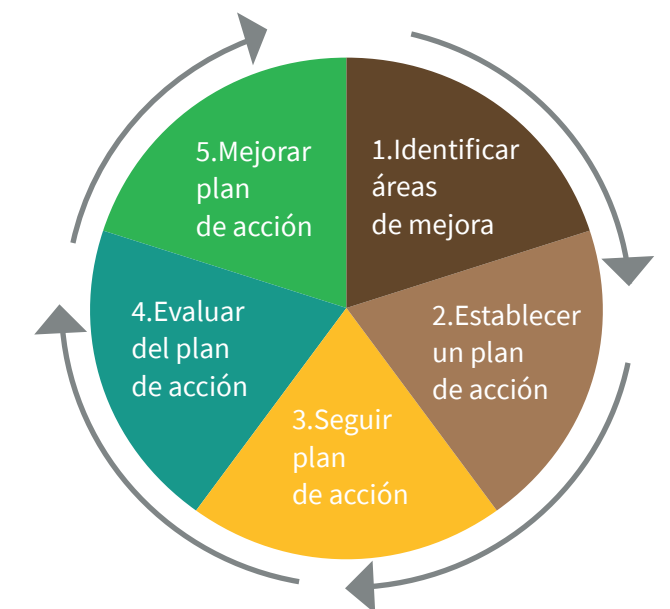 1.Identificar
áreas
de mejora
2.Establecer
un plan
de acción
3.Seguir
plan
de acción
4.Evaluar
del plan
de acción
5.Mejorar
plan
de acción